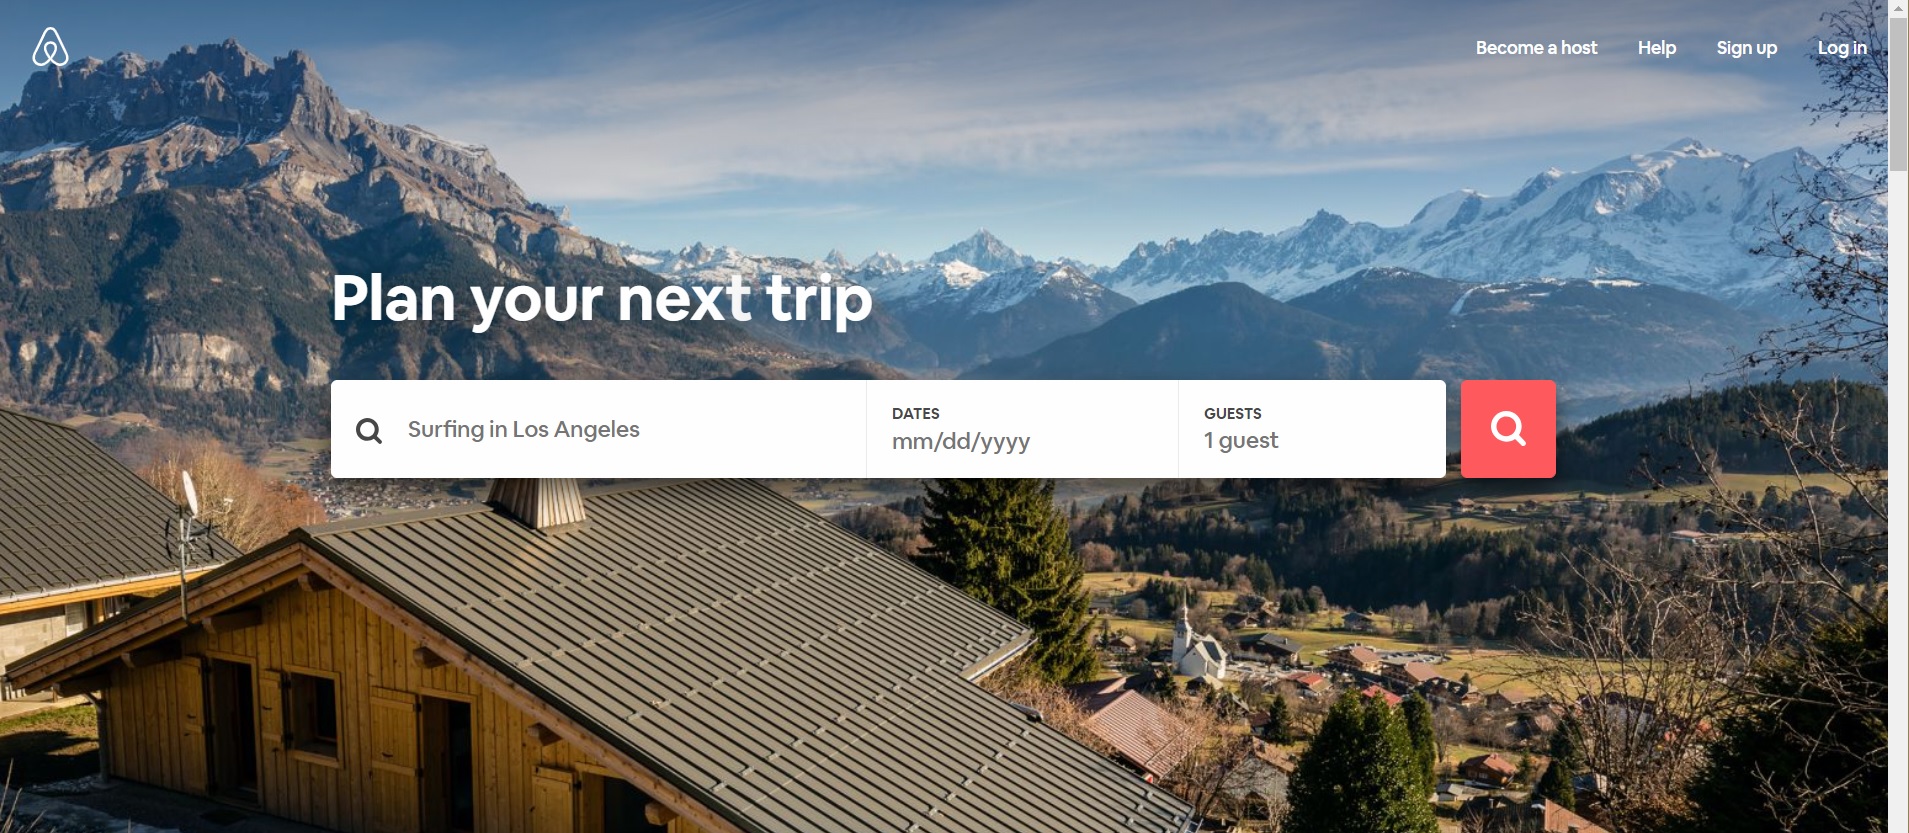 Become a host
Help
Sign up
Log in
Plan your next trip
Surfing in Los Angeles
DATES
mm/dd/yyyy
GUESTS
1 guest